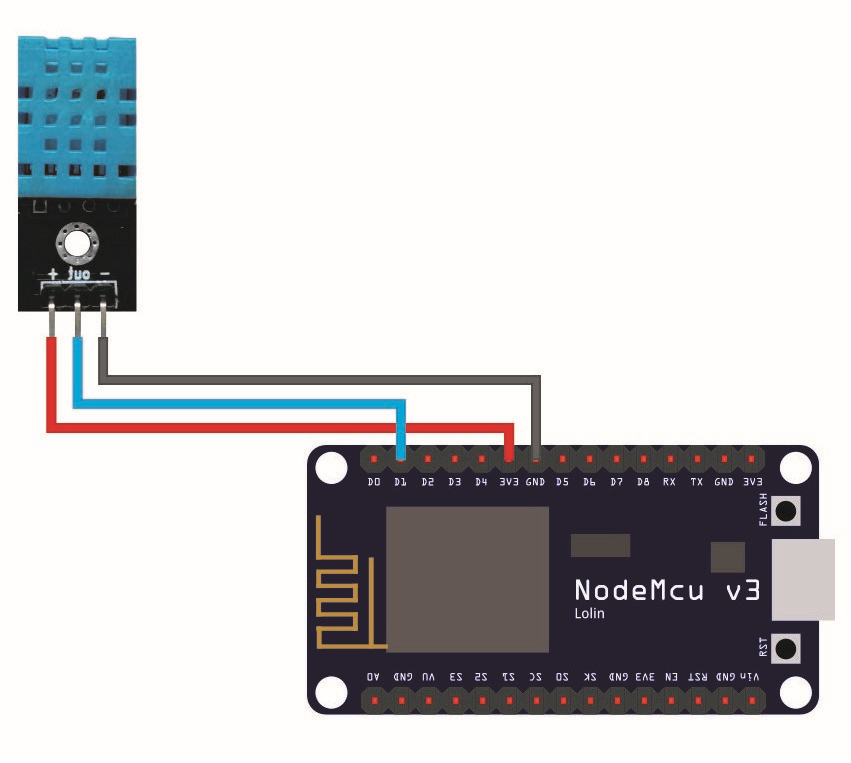 + out -
D0 D1 D2 D3 D4 3V3 GND D5 D6 D7 D8 RX TX GND 3V3
FLASH
NodeMcu v3
Lolin
RST
A0 GND VU S3 S2 S1 SC S0 SK GND 3V3 EN RST GND Vin